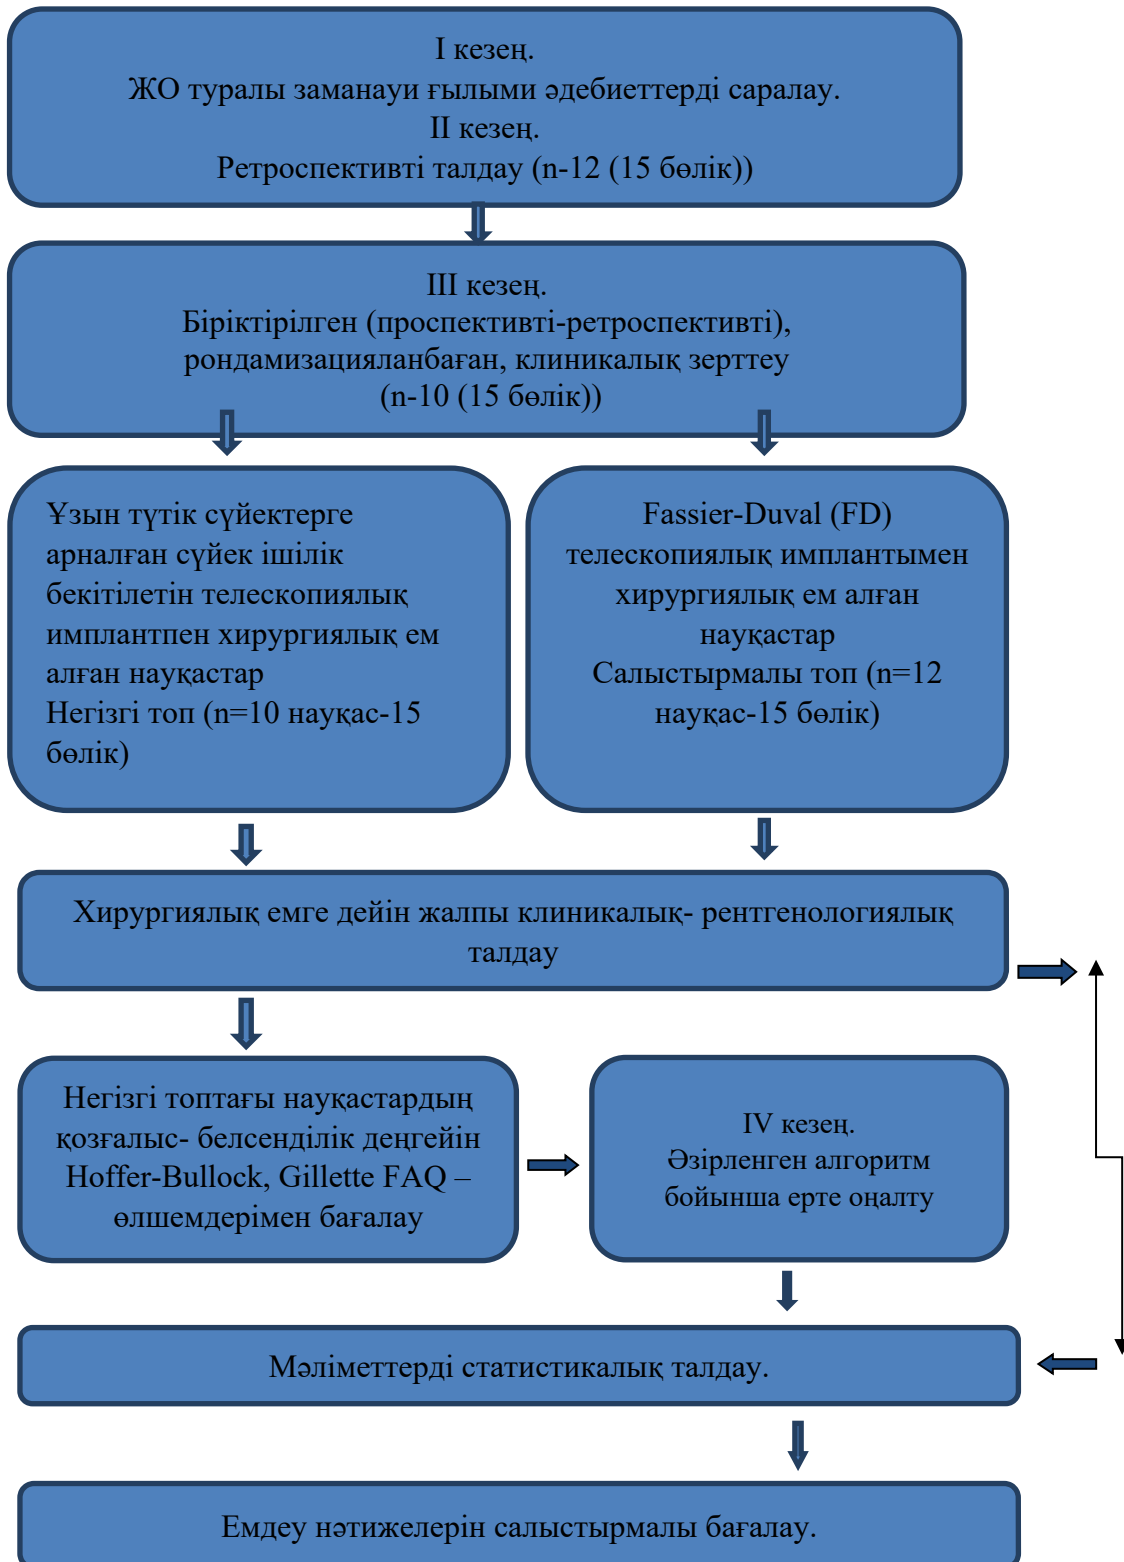 I кезең.
ЖО туралы заманауи ғылыми әдебиеттерді саралау.
II кезең.
Ретроспективті талдау (n-12 (15 бөлік))
III кезең.
Біріктірілген (проспективті-ретроспективті),
рондамизацияланбаған, клиникалық зерттеу
(n-10 (15 бөлік))
Ұзын түтік сүйектерге
арналған сүйек ішілік
бекітілетін телескопиялық
имплантпен хирургиялық ем
алған науқастар
Негізгі топ (n=10 науқас-15
бөлік)
Fassier-Duval (FD)
телескопиялық имплантымен
хирургиялық ем алған
науқастар
Салыстырмалы топ (n=12
науқас-15 бөлік)
Хирургиялық емге дейін жалпы клиникалық- рентгенологиялық
талдау
Негізгі топтағы науқастардың
қозғалыс- белсенділік деңгейін
Hoffer-Bullock, Gillette FAQ –
өлшемдерімен бағалау
IV кезең.
Әзірленген алгоритм
бойынша ерте оңалту
Мәліметтерді статистикалық талдау.
Емдеу нәтижелерін салыстырмалы бағалау.